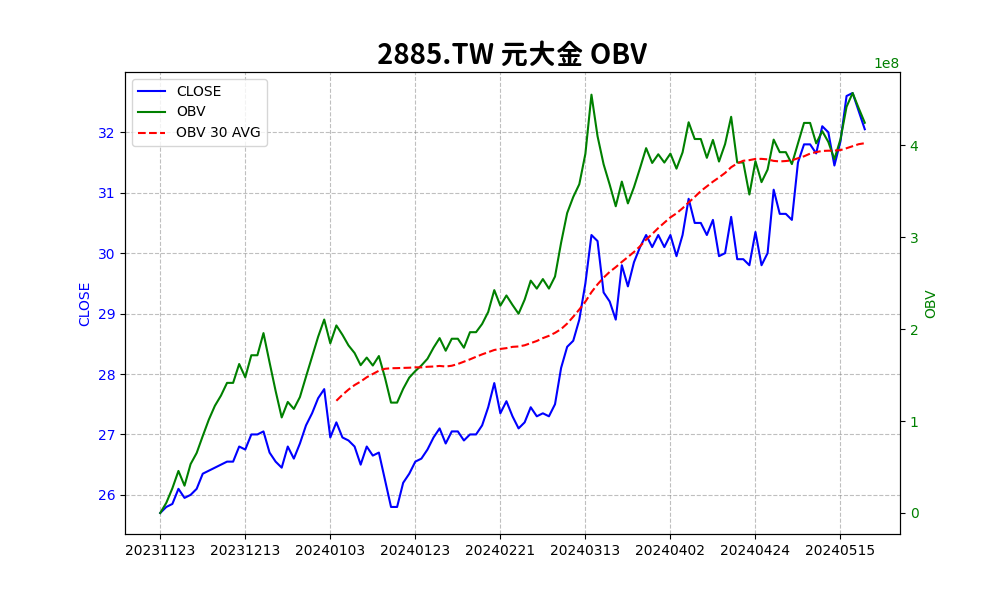 2885.TW 元大金 OBV
1e8
CLOSE
OBV
OBV 30 AVG
32
31
30
29
28
27
26
CLOSE
4
3
2
1
0
OBV
20231123 20231213 20240103 20240123 20240221 20240313 20240402 20240424 20240515